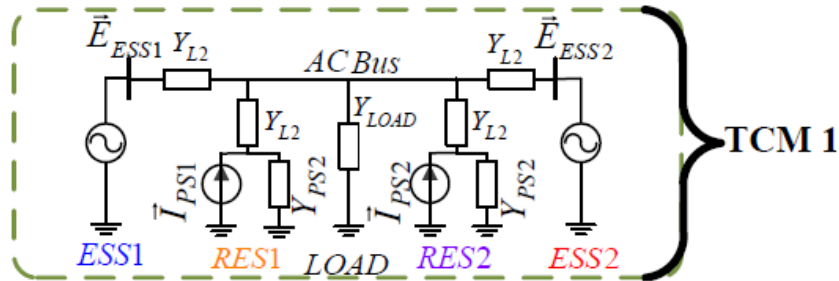 E⃗ESS1
YL2
AC Bus
YL2
E⃗ESS2
YL2
YLOAD
YL2
TCM 1
I⃗PS1
YPS2
I⃗PS2
YPS2
ESS1
RES1
LOAD
RES2
ESS2